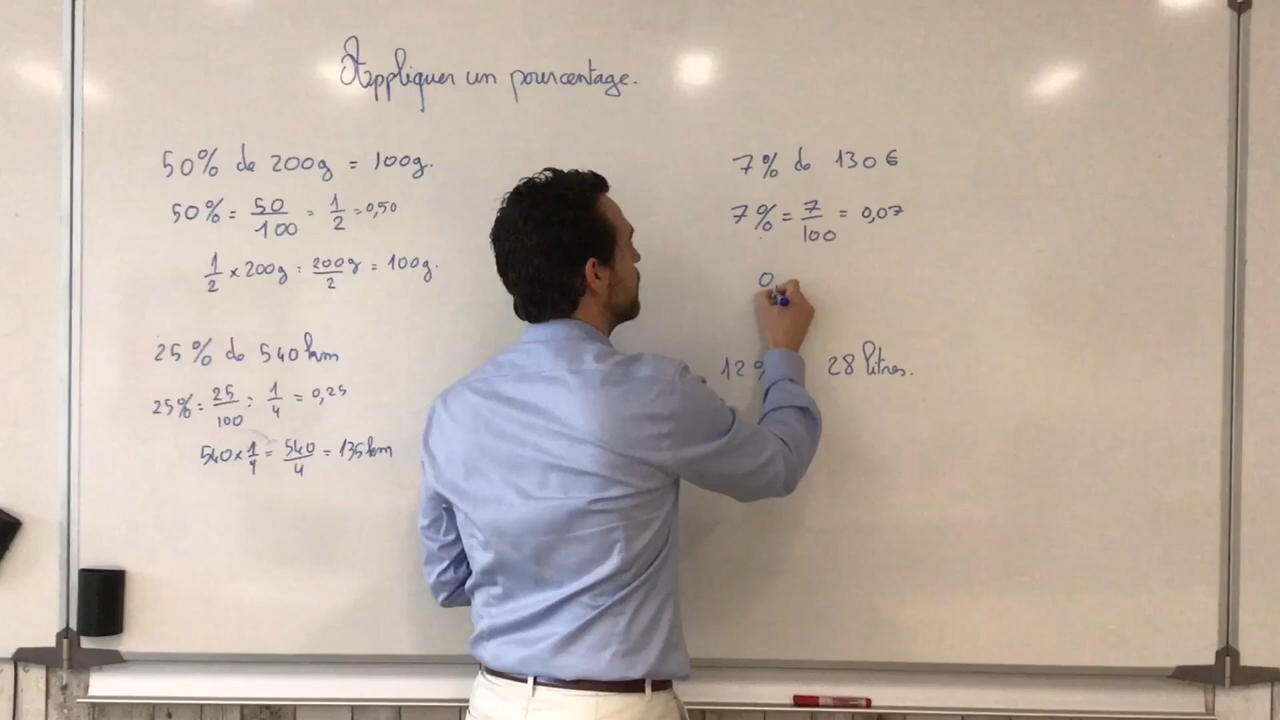 Appliquer un pourcentage.
50% de 200g = 100g.
50% = 50/100 = 1/2 = 0,50
1/2 × 200g = 200g/2 = 100g.
25% de 540 km
25% = 25/100 = 1/4 = 0,25
540 × 1/4 = 540/4 = 135 km
7% de 130 €
7% = 7/100 = 0,07
0
12% 28 litres.